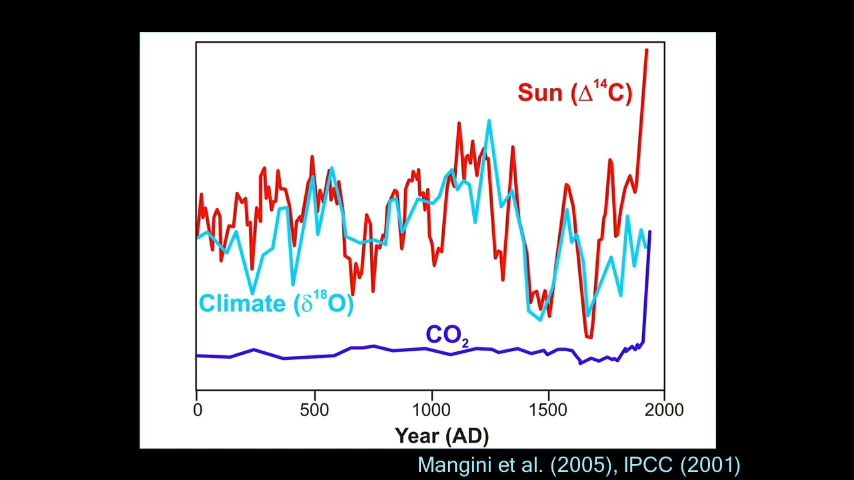 Sun (Δ¹⁴C)
Climate (δ¹⁸O)
CO₂
0 500 1000 1500 2000
Year (AD)
Mangini et al. (2005), IPCC (2001)